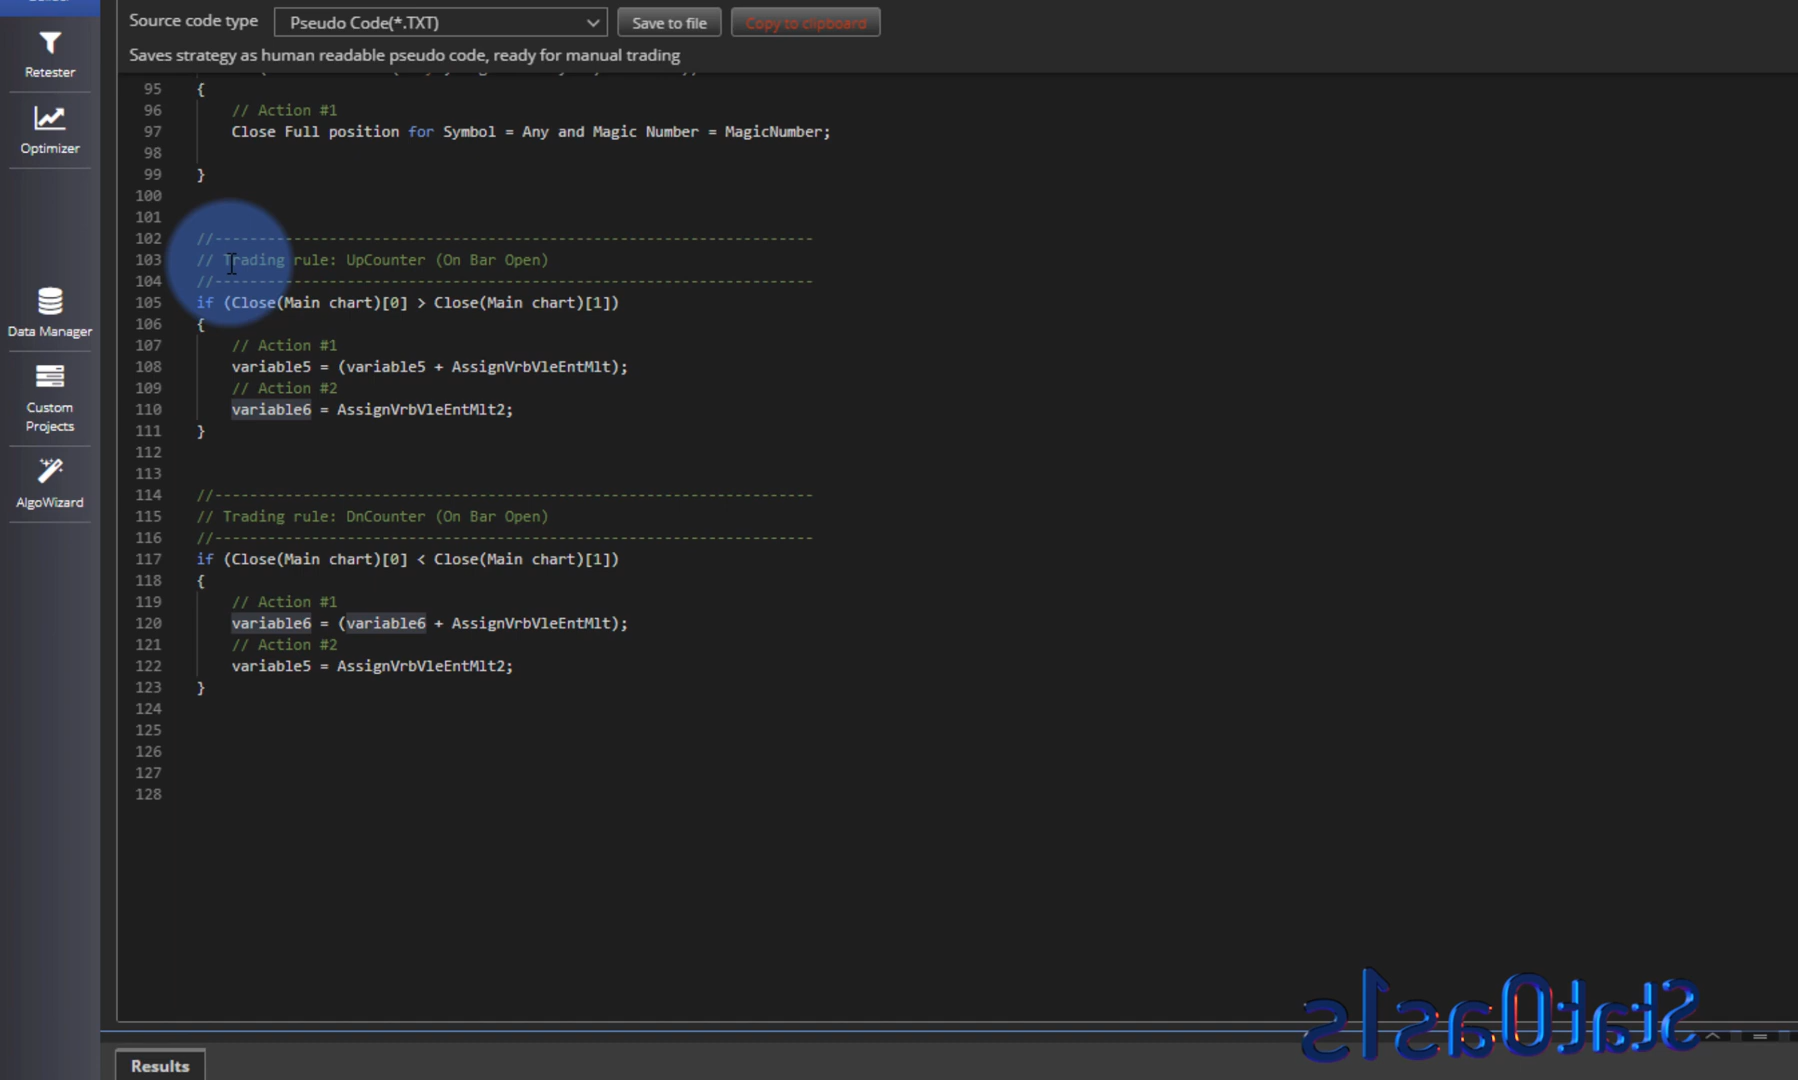 Source code type
Pseudo Code(*.TXT)
Save to file
Copy to clipboard
Saves strategy as human readable pseudo code, ready for manual trading
Retester
Optimizer
Data Manager
Custom
Projects
AlgoWizard
95 {
96 // Action #1
97 Close Full position for Symbol = Any and Magic Number = MagicNumber;
98
99 }
100
101
102 //--------------------------------------------------------------------
103 // Trading rule: UpCounter (On Bar Open)
104 //--------------------------------------------------------------------
105 if (Close(Main chart)[0] > Close(Main chart)[1])
106 {
107 // Action #1
108 variable5 = (variable5 + AssignVrbVleEntMlt);
109 // Action #2
110 variable6 = AssignVrbVleEntMlt2;
111 }
112
113
114 //--------------------------------------------------------------------
115 // Trading rule: DnCounter (On Bar Open)
116 //--------------------------------------------------------------------
117 if (Close(Main chart)[0] < Close(Main chart)[1])
118 {
119 // Action #1
120 variable6 = (variable6 + AssignVrbVleEntMlt);
121 // Action #2
122 variable5 = AssignVrbVleEntMlt2;
123 }
124
125
126
127
128
StatOas1s
Results